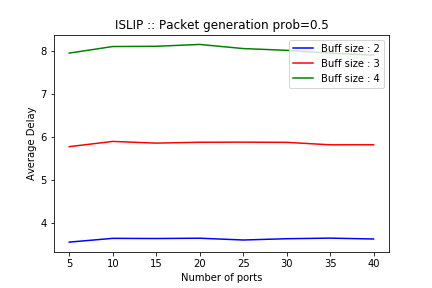 ISLIP :: Packet generation prob=0.5
Buff size : 2
Buff size : 3
Buff size : 4
Average Delay
8
7
6
5
4
5 10 15 20 25 30 35 40
Number of ports